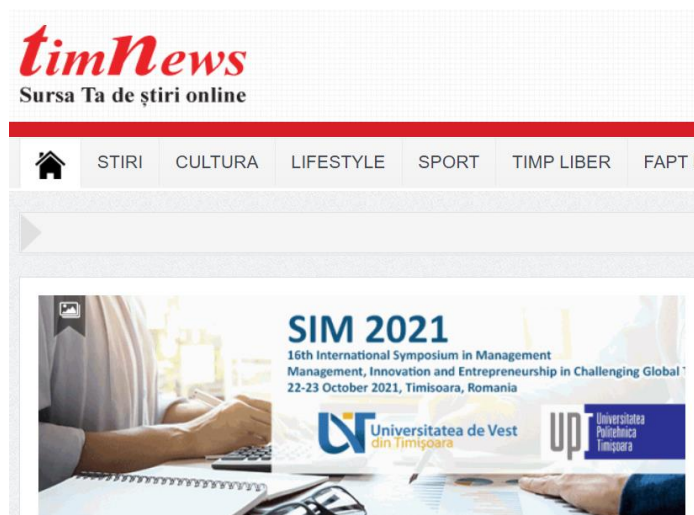 timnews
Sursa Ta de știri online
STIRI CULTURA LIFESTYLE SPORT TIMP LIBER FAPT
SIM 2021
16th International Symposium in Management
Management, Innovation and Entrepreneurship in Challenging Global
22-23 October 2021, Timisoara, Romania
Universitatea de Vest
din Timișoara
UPT
Universitatea
Politehnica
Timișoara